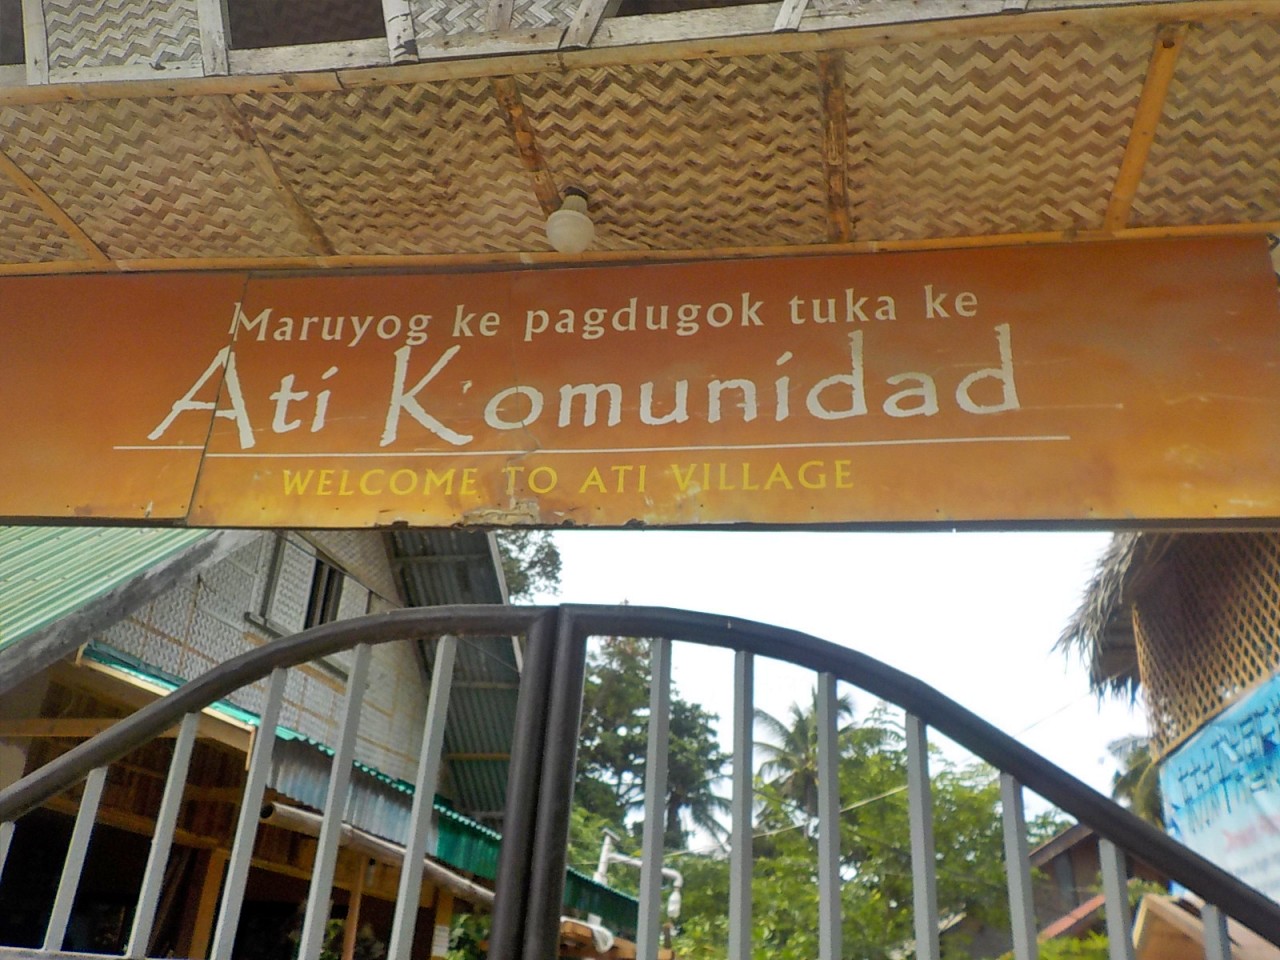 Maruyog ke pagdugok tuka ke
Ati Komunidad
WELCOME TO ATI VILLAGE